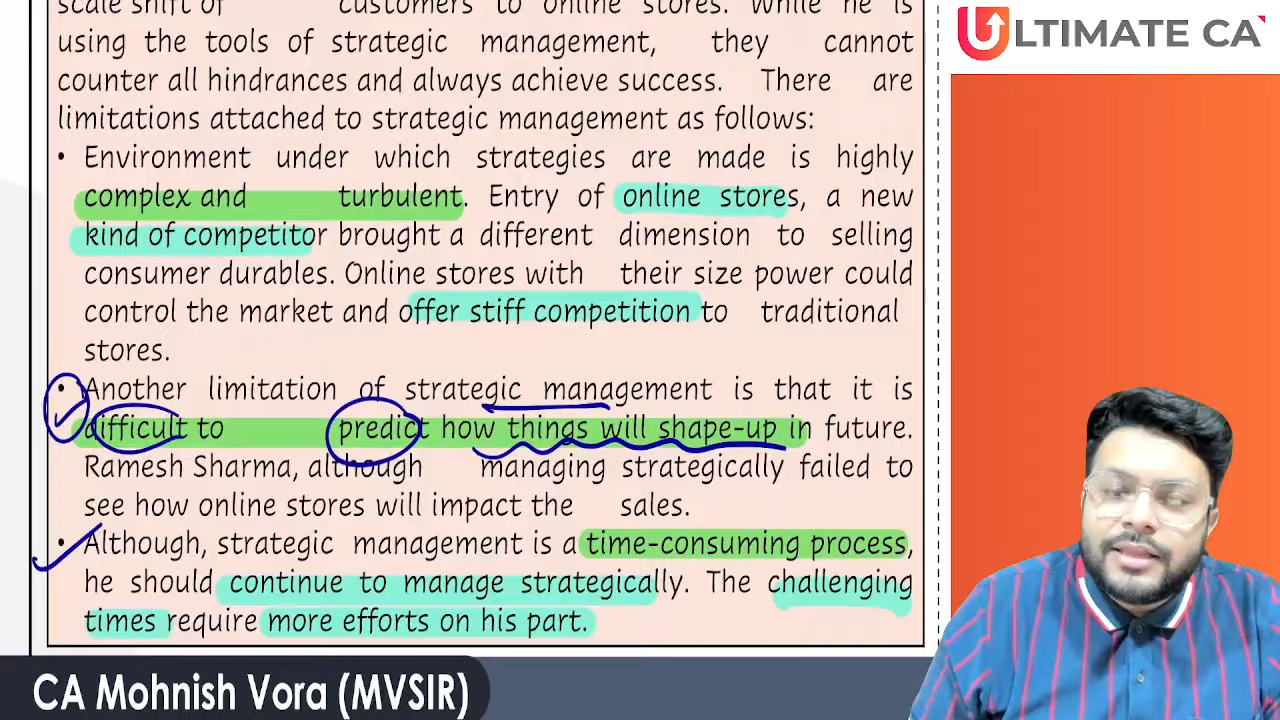 scale shift of customers to online stores. While he is
using the tools of strategic management, they cannot
counter all hindrances and always achieve success. There are
limitations attached to strategic management as follows:
• Environment under which strategies are made is highly
complex and turbulent. Entry of online stores, a new
kind of competitor brought a different dimension to selling
consumer durables. Online stores with their size power could
control the market and offer stiff competition to traditional
stores.
• Another limitation of strategic management is that it is
difficult to predict how things will shape-up in future.
Ramesh Sharma, although managing strategically failed to
see how online stores will impact the sales.
• Although, strategic management is a time-consuming process,
he should continue to manage strategically. The challenging
times require more efforts on his part.
ULTIMATE CA
CA Mohnish Vora (MVSIR)